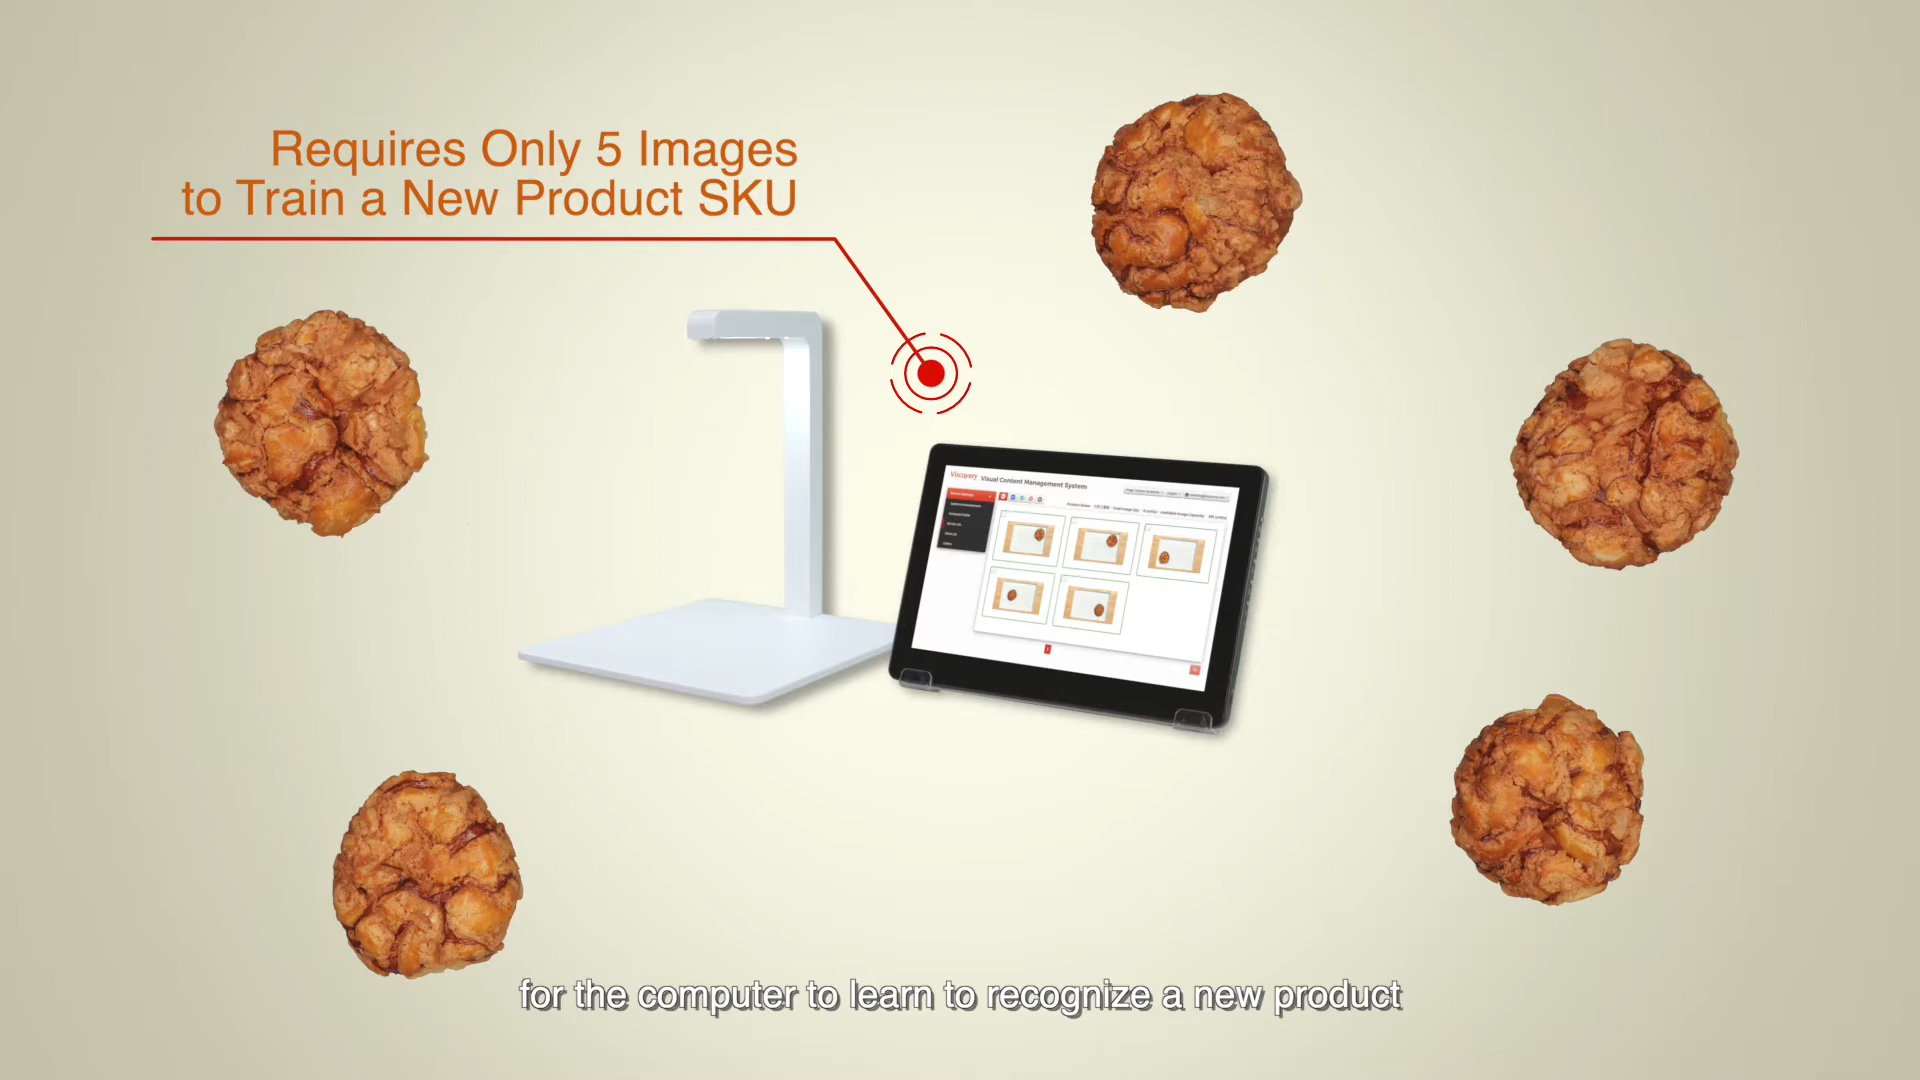 Requires Only 5 Images
to Train a New Product SKU
Viscovery Visual Content Management System
for the computer to learn to recognize a new product